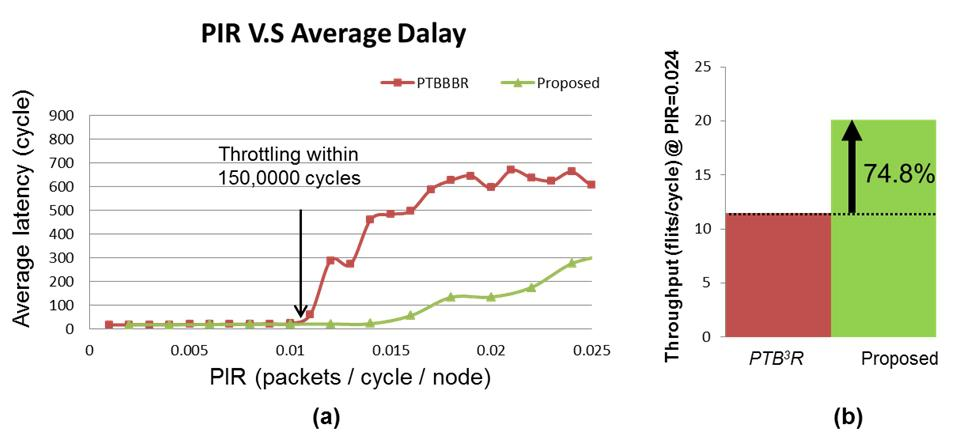 PIR V.S Average Dalay
PTBBBR
Proposed
Average latency (cycle)
900
800
700
600
500
400
300
200
100
0
Throttling within
150,0000 cycles
0
0.005
0.01
0.015
0.02
0.025
PIR (packets / cycle / node)
(a)
Throughput (flits/cycle) @ PIR=0.024
25
20
15
10
5
0
74.8%
PTB³R
Proposed
(b)